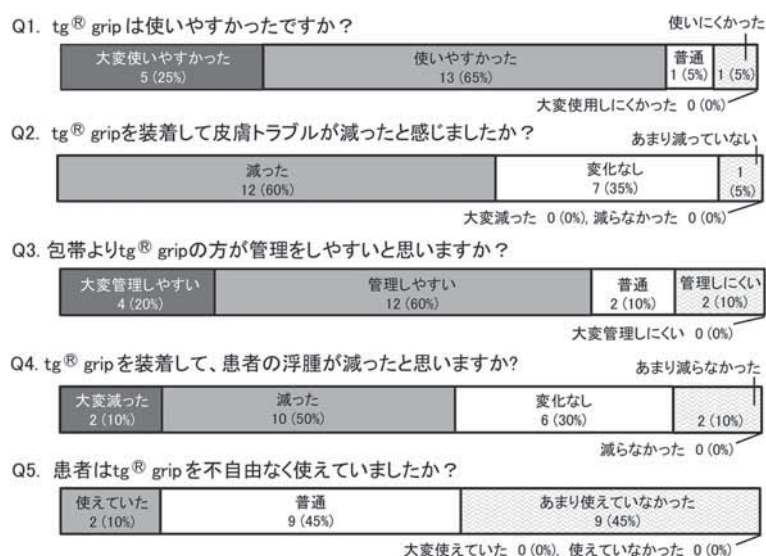 Q1. tg® grip は使いやすかったですか？
使いにくかった
大変使いやすかった 使いやすかった 普通
5 (25%) 13 (65%) 1 (5%) 1 (5%)
大変使用しにくかった 0 (0%)
Q2. tg® gripを装着して皮膚トラブルが減ったと感じましたか？
あまり減っていない
減った 変化なし 1
12 (60%) 7 (35%) (5%)
大変減った 0 (0%), 減らなかった 0 (0%)
Q3. 包帯よりtg® gripの方が管理をしやすいと思いますか？
大変管理しやすい 管理しやすい 普通 管理しにくい
4 (20%) 12 (60%) 2 (10%) 2 (10%)
大変管理しにくい 0 (0%)
Q4. tg® grip を装着して、患者の浮腫が減ったと思いますか?
あまり減らなかった
大変減った 減った 変化なし
2 (10%) 10 (50%) 6 (30%) 2 (10%)
減らなかった 0 (0%)
Q5. 患者はtg® grip を不自由なく使えていましたか？
使えていた 普通 あまり使えていなかった
2 (10%) 9 (45%) 9 (45%)
大変使えていた 0 (0%), 使えていなかった 0 (0%)